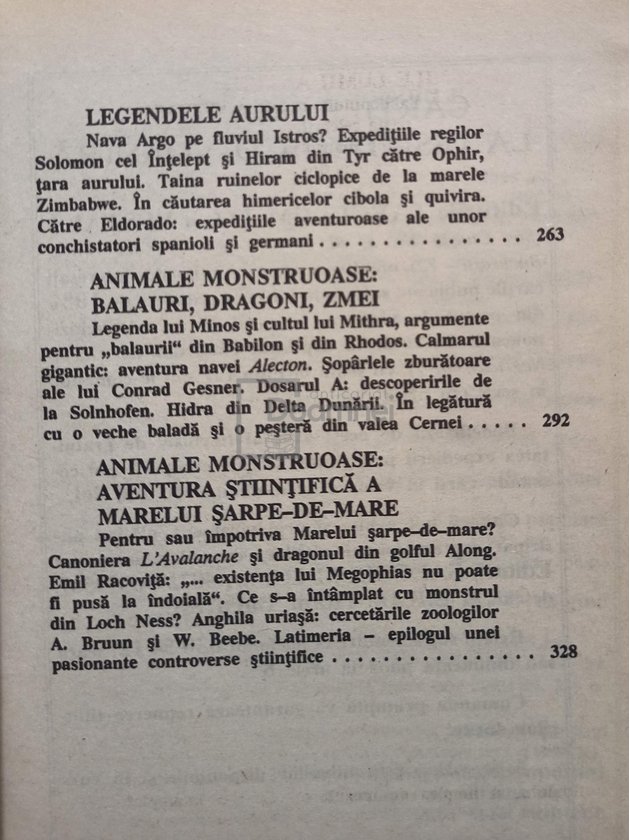 LEGENDELE AURULUI
Nava Argo pe fluviul Istros? Expedițiile regilor
Solomon cel Înțelept și Hiram din Tyr către Ophir,
țara aurului. Taina ruinelor ciclopice de la marele
Zimbabwe. În căutarea himericelor cibola și quivira.
Către Eldorado: expedițiile aventuroase ale unor
conchistatori spanioli și germani . . . . . . . . . . . . . . . . . 263
ANIMALE MONSTRUOASE:
BALAURI, DRAGONI, ZMEI
Legenda lui Minos și cultul lui Mithra, argumente
pentru „balaurii“ din Babilon și din Rhodos. Calmarul
gigantic: aventura navei Alecton. Șopârlele zburătoare
ale lui Conrad Gesner. Dosarul A: descoperirile de
la Solnhofen. Hidra din Delta Dunării. În legătură
cu o veche baladă și o peșteră din valea Cernei . . . . . 292
ANIMALE MONSTRUOASE:
AVENTURA ȘTIINȚIFICĂ A
MARELUI ȘARPE–DE–MARE
Pentru sau împotriva Marelui șarpe–de–mare?
Canoniera L'Avalanche și dragonul din golful Along.
Emil Racoviță: „... existența lui Megophias nu poate
fi pusă la îndoială“. Ce s–a întâmplat cu monstrul
din Loch Ness? Anghila uriașă: cercetările zoologilor
A. Bruun și W. Beebe. Latimeria – epilogul unei
pasionante controverse științifice . . . . . . . . . . . . . . . . 328